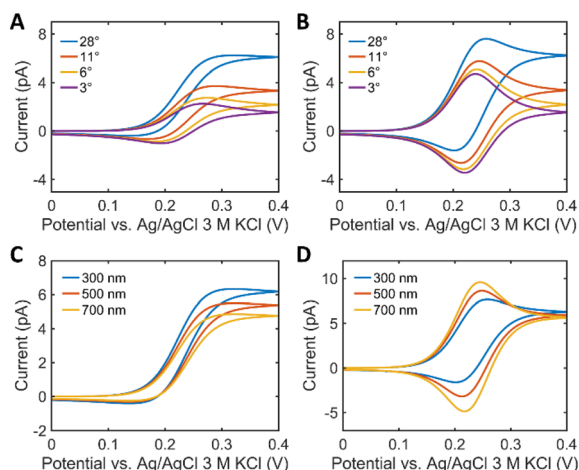 A
8
28°
11°
6°
3°
4
0
-4
Current (pA)
0 0.1 0.2 0.3 0.4
Potential vs. Ag/AgCl 3 M KCl (V)
B
8
28°
11°
6°
3°
4
0
-4
Current (pA)
0 0.1 0.2 0.3 0.4
Potential vs. Ag/AgCl 3 M KCl (V)
C
8
300 nm
500 nm
700 nm
6
4
2
0
-2
Current (pA)
0 0.1 0.2 0.3 0.4
Potential vs. Ag/AgCl 3 M KCl (V)
D
300 nm
500 nm
700 nm
10
5
0
-5
Current (pA)
0 0.1 0.2 0.3 0.4
Potential vs. Ag/AgCl 3 M KCl (V)